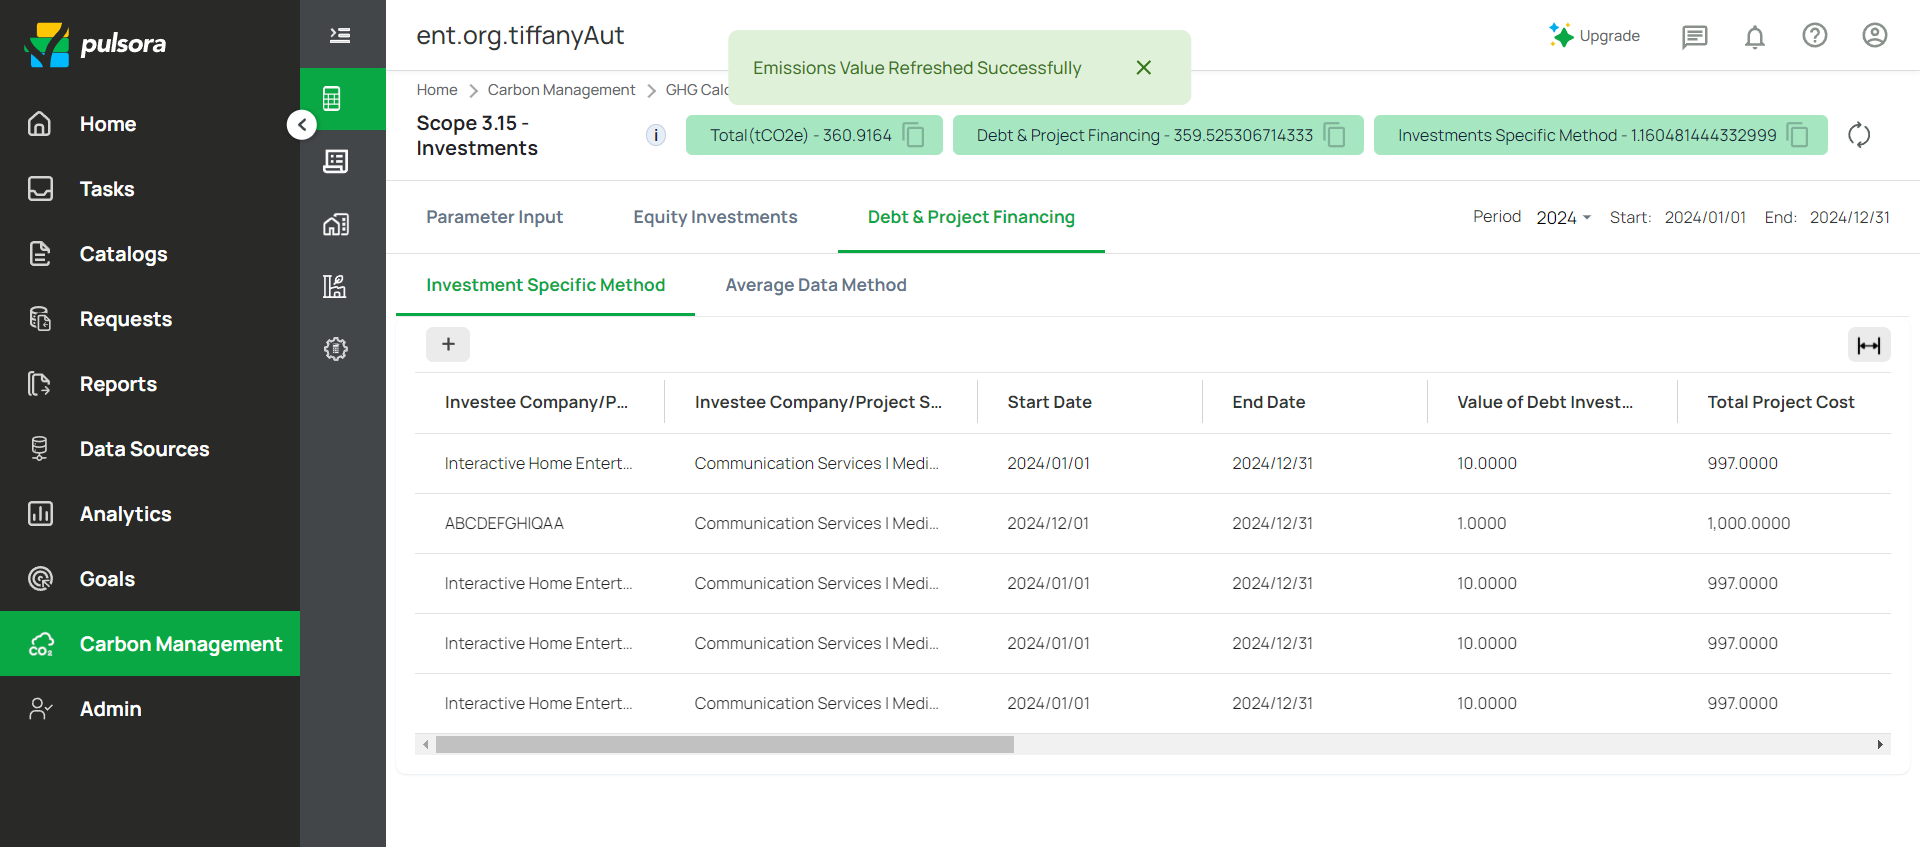 pulsora
ent.org.tiffanyAut
Upgrade
Emissions Value Refreshed Successfully
Home
Carbon Management
GHG Calc
Scope 3.15 -
Investments
i
Total(tCO2e) - 360.9164
Debt & Project Financing - 359.525306714333
Investments Specific Method - 1.160481444332999
Home
Tasks
Catalogs
Requests
Reports
Data Sources
Analytics
Goals
CO₂ Carbon Management
Admin
Parameter Input
Equity Investments
Debt & Project Financing
Period 2024 Start: 2024/01/01 End: 2024/12/31
Investment Specific Method
Average Data Method
+
Investee Company/P... Investee Company/Project S... Start Date End Date Value of Debt Invest... Total Project Cost
Interactive Home Entert... Communication Services | Medi... 2024/01/01 2024/12/31 10.0000 997.0000
ABCDEFGHIQAA Communication Services | Medi... 2024/12/01 2024/12/31 1.0000 1,000.0000
Interactive Home Entert... Communication Services | Medi... 2024/01/01 2024/12/31 10.0000 997.0000
Interactive Home Entert... Communication Services | Medi... 2024/01/01 2024/12/31 10.0000 997.0000
Interactive Home Entert... Communication Services | Medi... 2024/01/01 2024/12/31 10.0000 997.0000